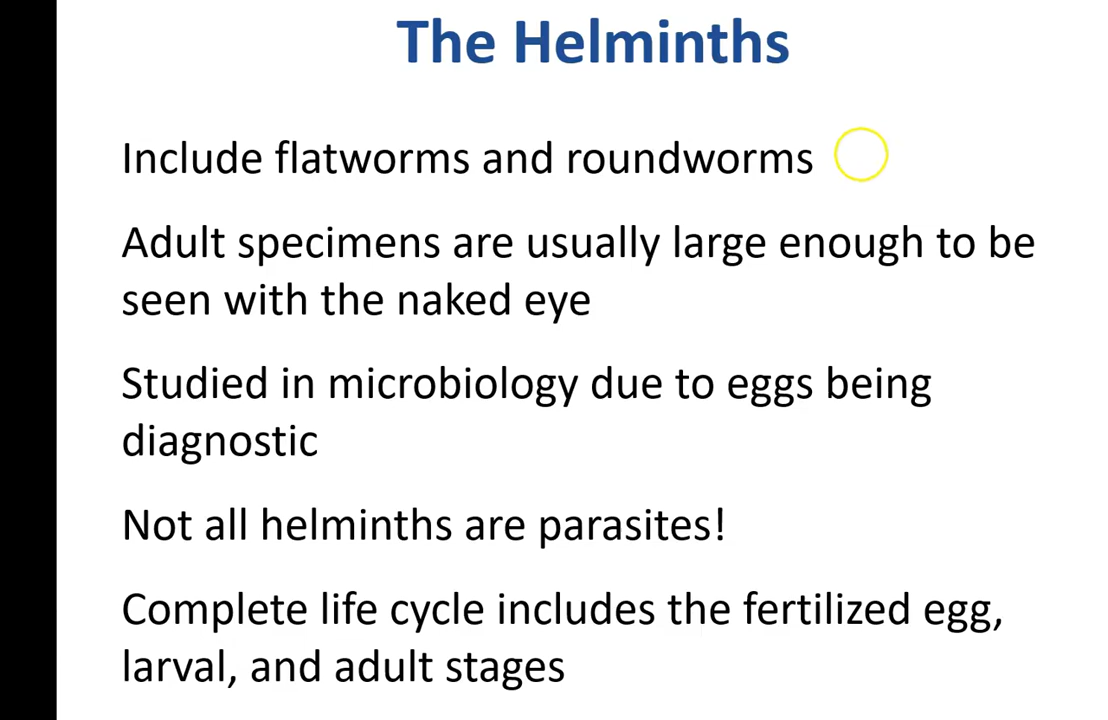 The Helminths
Include flatworms and roundworms
Adult specimens are usually large enough to be
seen with the naked eye
Studied in microbiology due to eggs being
diagnostic
Not all helminths are parasites!
Complete life cycle includes the fertilized egg,
larval, and adult stages